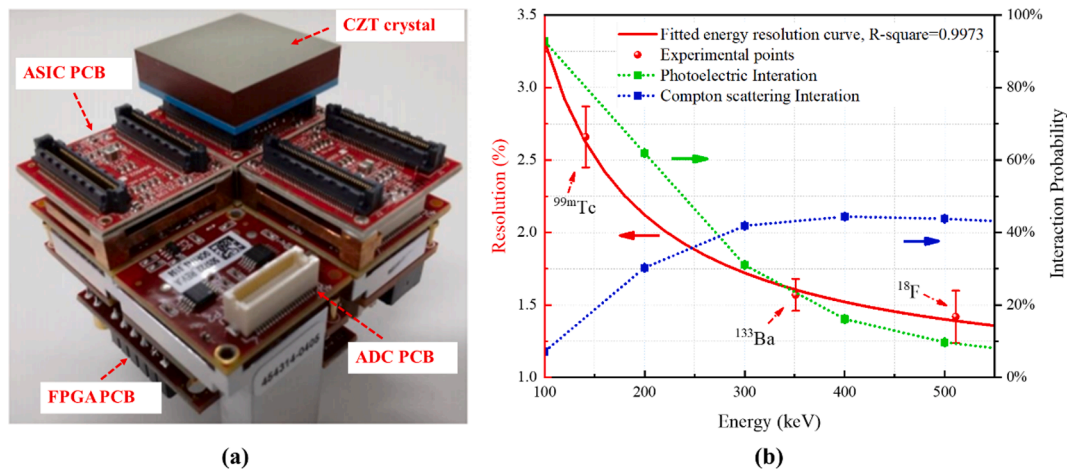 CZT crystal
ASIC PCB
ADC PCB
FPGA PCB
454314-0405
(a)
3.5
3.0
2.5
2.0
1.5
1.0
Resolution (%)
100%
80%
60%
40%
20%
0%
Interaction Probability
Fitted energy resolution curve, R-square=0.9973
Experimental points
Photoelectric Interation
Compton scattering Interation
99mTc
133Ba
18F
100 200 300 400 500
Energy (keV)
(b)